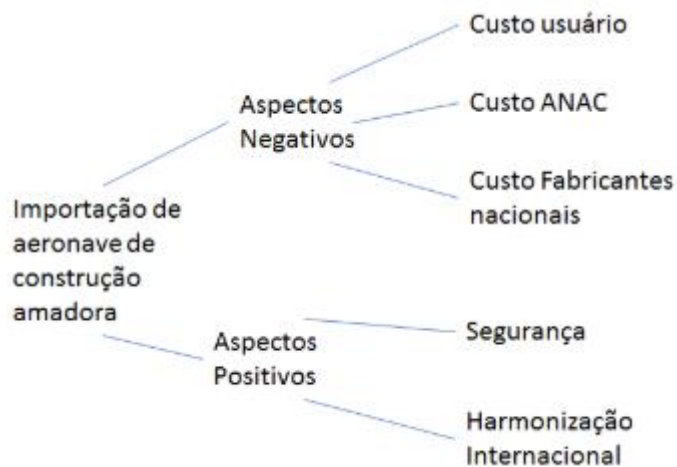 Custo usuário
Aspectos
Negativos
Custo ANAC
Custo Fabricantes
nacionais
Importação de
aeronave de
construção
amadora
Aspectos
Positivos
Segurança
Harmonização
Internacional